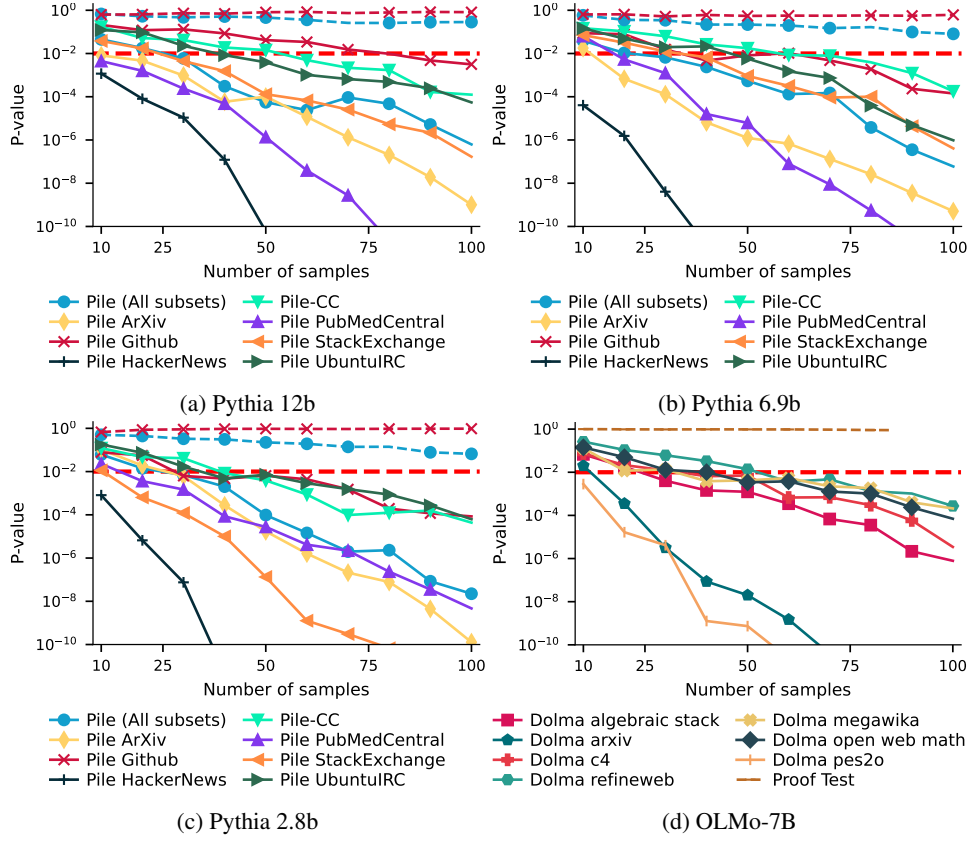 P-value
10⁰
10⁻²
10⁻⁴
10⁻⁶
10⁻⁸
10⁻¹⁰
10 25 50 75 100
Number of samples
Pile (All subsets) Pile-CC
Pile ArXiv Pile PubMedCentral
Pile Github Pile StackExchange
Pile HackerNews Pile UbuntuIRC
(a) Pythia 12b
P-value
10⁰
10⁻²
10⁻⁴
10⁻⁶
10⁻⁸
10⁻¹⁰
10 25 50 75 100
Number of samples
Pile (All subsets) Pile-CC
Pile ArXiv Pile PubMedCentral
Pile Github Pile StackExchange
Pile HackerNews Pile UbuntuIRC
(b) Pythia 6.9b
P-value
10⁰
10⁻²
10⁻⁴
10⁻⁶
10⁻⁸
10⁻¹⁰
10 25 50 75 100
Number of samples
Pile (All subsets) Pile-CC
Pile ArXiv Pile PubMedCentral
Pile Github Pile StackExchange
Pile HackerNews Pile UbuntuIRC
(c) Pythia 2.8b
P-value
10⁰
10⁻²
10⁻⁴
10⁻⁶
10⁻⁸
10⁻¹⁰
10 25 50 75 100
Number of samples
Dolma algebraic stack Dolma megawika
Dolma arxiv Dolma open web math
Dolma c4 Dolma pes2o
Dolma refineweb Proof Test
(d) OLMo-7B